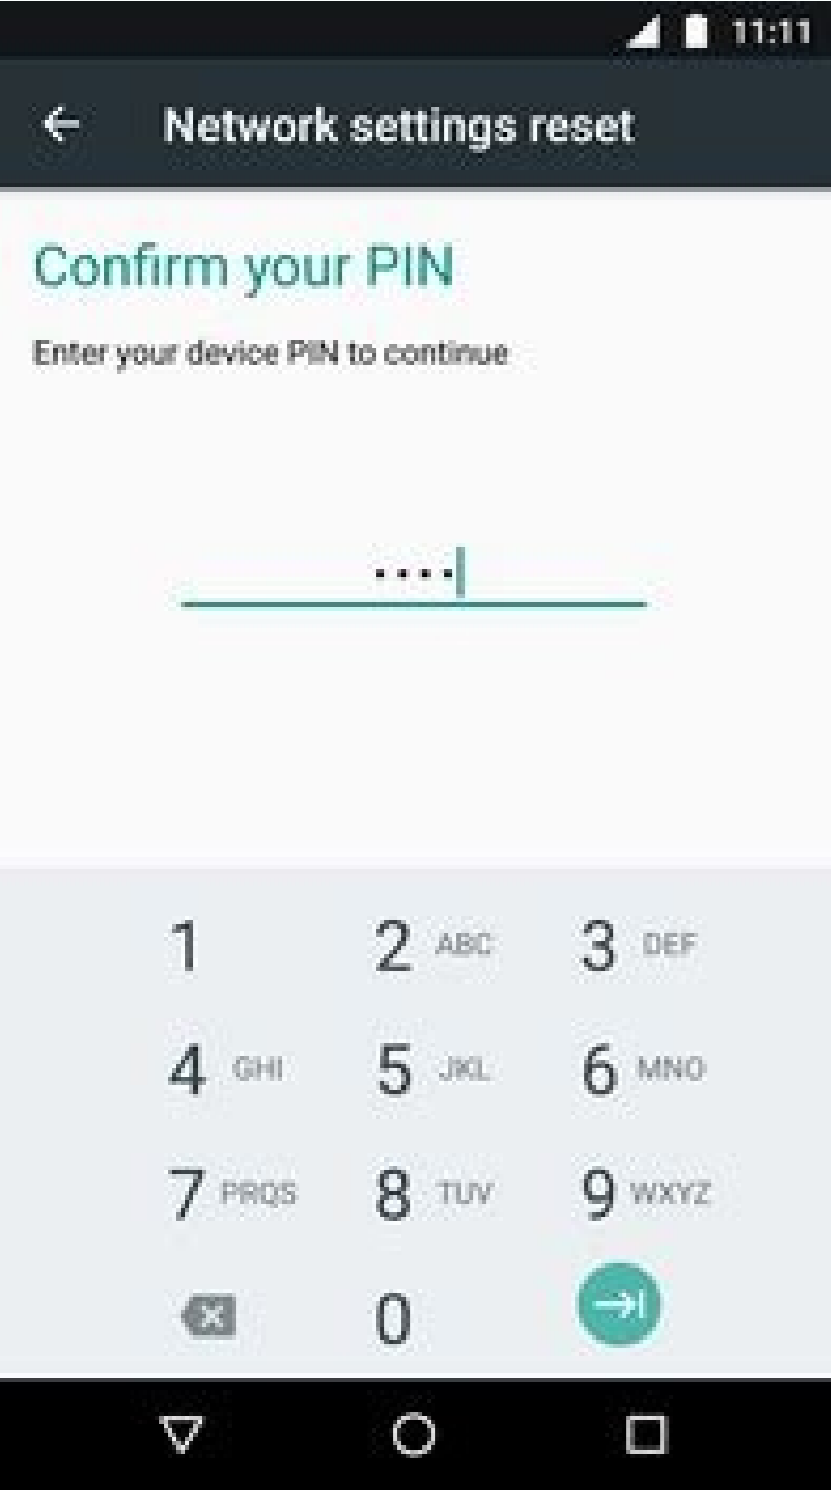 11:11
Network settings reset
Confirm your PIN
Enter your device PIN to continue
••••
1 2 ABC 3 DEF
4 GHI 5 JKL 6 MNO
7 PRQS 8 TUV 9 WXYZ
0